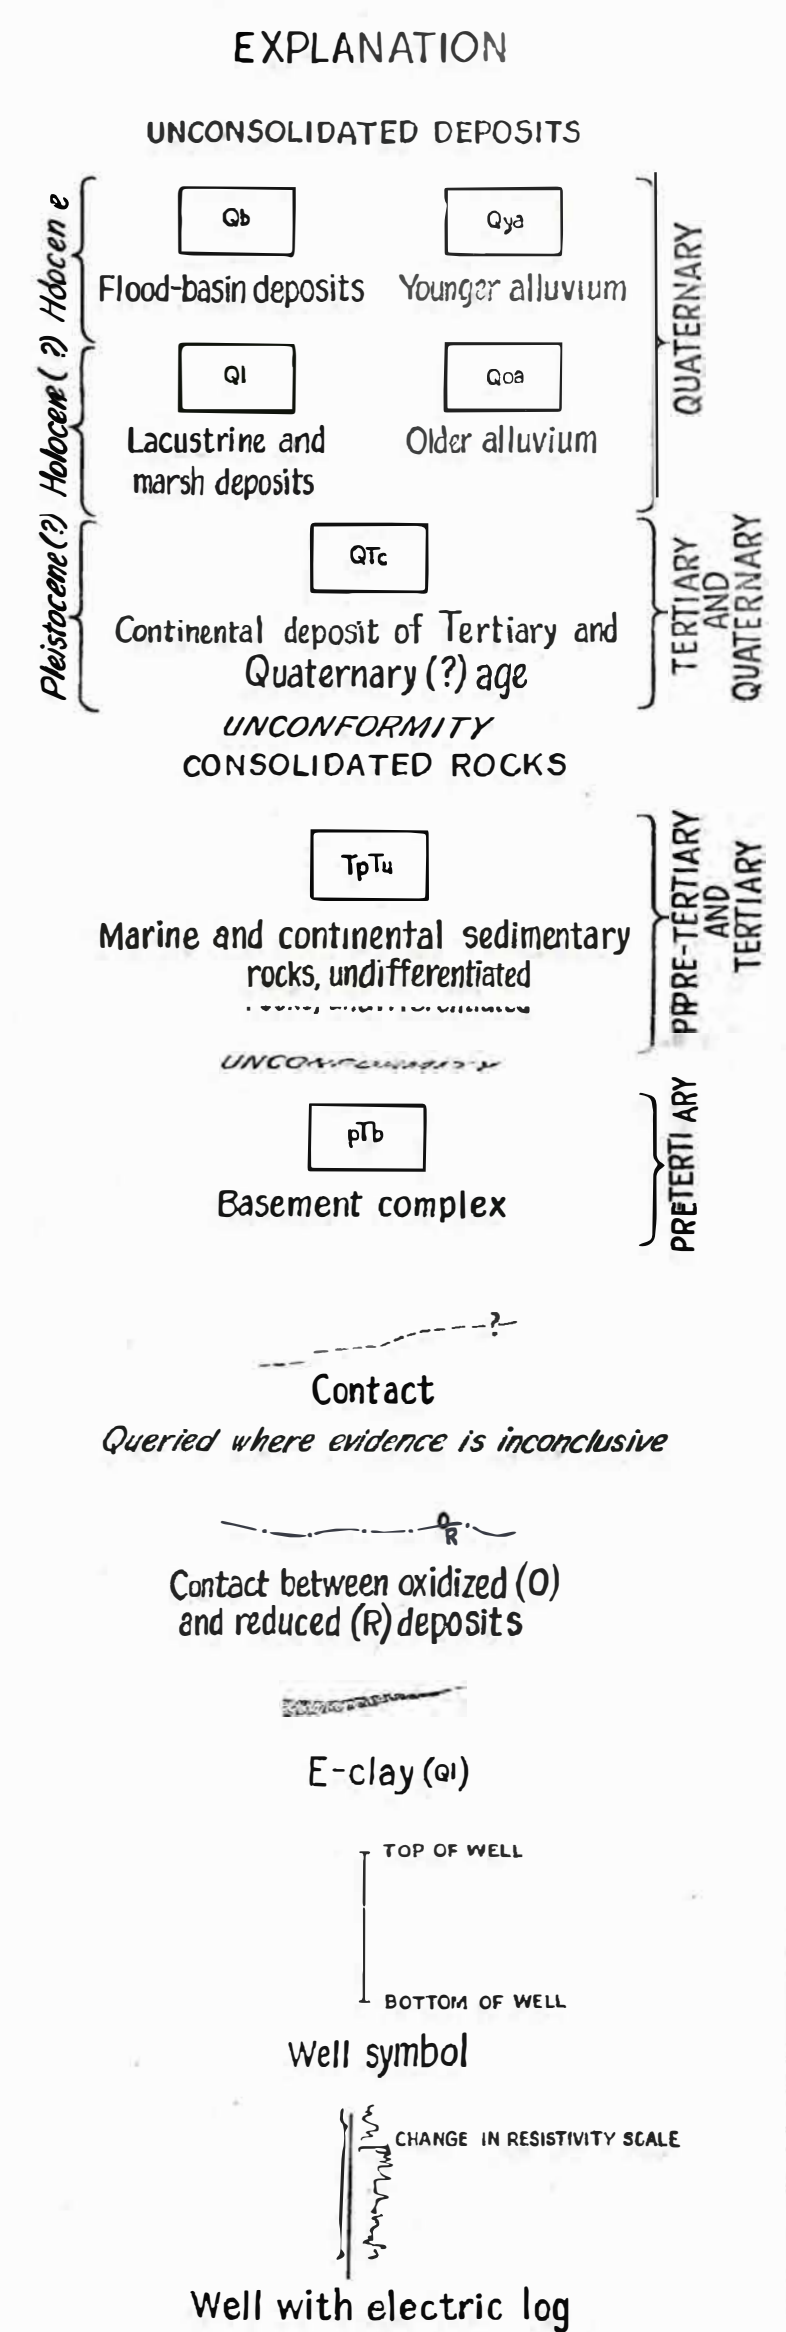 EXPLANATION
UNCONSOLIDATED DEPOSITS
Qb
Flood-basin deposits
Qya
Younger alluvium
Ql
Lacustrine and
marsh deposits
Qoa
Older alluvium
Holocene(?)
QUATERNARY
QTc
Continental deposit of Tertiary and
Quaternary (?) age
Pleistocene(?)
TERTIARY
AND
QUATERNARY
UNCONFORMITY
CONSOLIDATED ROCKS
TpTu
Marine and continental sedimentary
rocks, undifferentiated
PPRE-TERTIARY
AND
TERTIARY
pTb
Basement complex
PRETERTIARY
?
Contact
Queried where evidence is inconclusive
O
R
Contact between oxidized (O)
and reduced (R) deposits
E-clay (Ql)
TOP OF WELL
BOTTOM OF WELL
Well symbol
CHANGE IN RESISTIVITY SCALE
Well with electric log